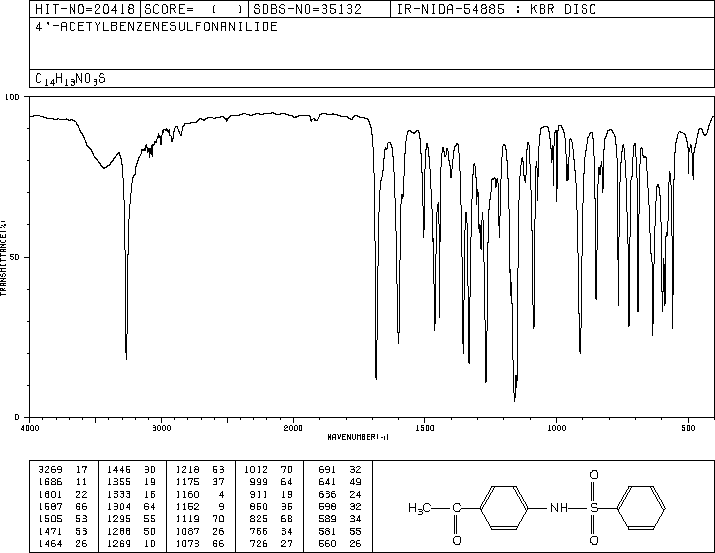 HIT-NO=20418 SCORE= ( ) SDBS-NO=35132 IR-NIDA-54885 : KBR DISC
4'-ACETYLBENZENESULFONANILIDE
C14H13NO3S
100
50
0
TRANSMITTANCE(%)
4000 3000 2000 1500 1000 500
WAVENUMBER(-1)
3269 17 1446 30 1218 53 1012 70 691 32
1686 11 1355 19 1175 37 999 64 641 49
1601 22 1333 16 1160 4 911 19 636 24
1587 66 1304 64 1152 9 850 35 598 32
1505 53 1295 55 1119 70 825 68 589 34
1471 53 1288 50 1087 26 766 34 581 55
1464 26 1269 10 1073 66 726 27 560 26
H3C
O
NH
S
O
O